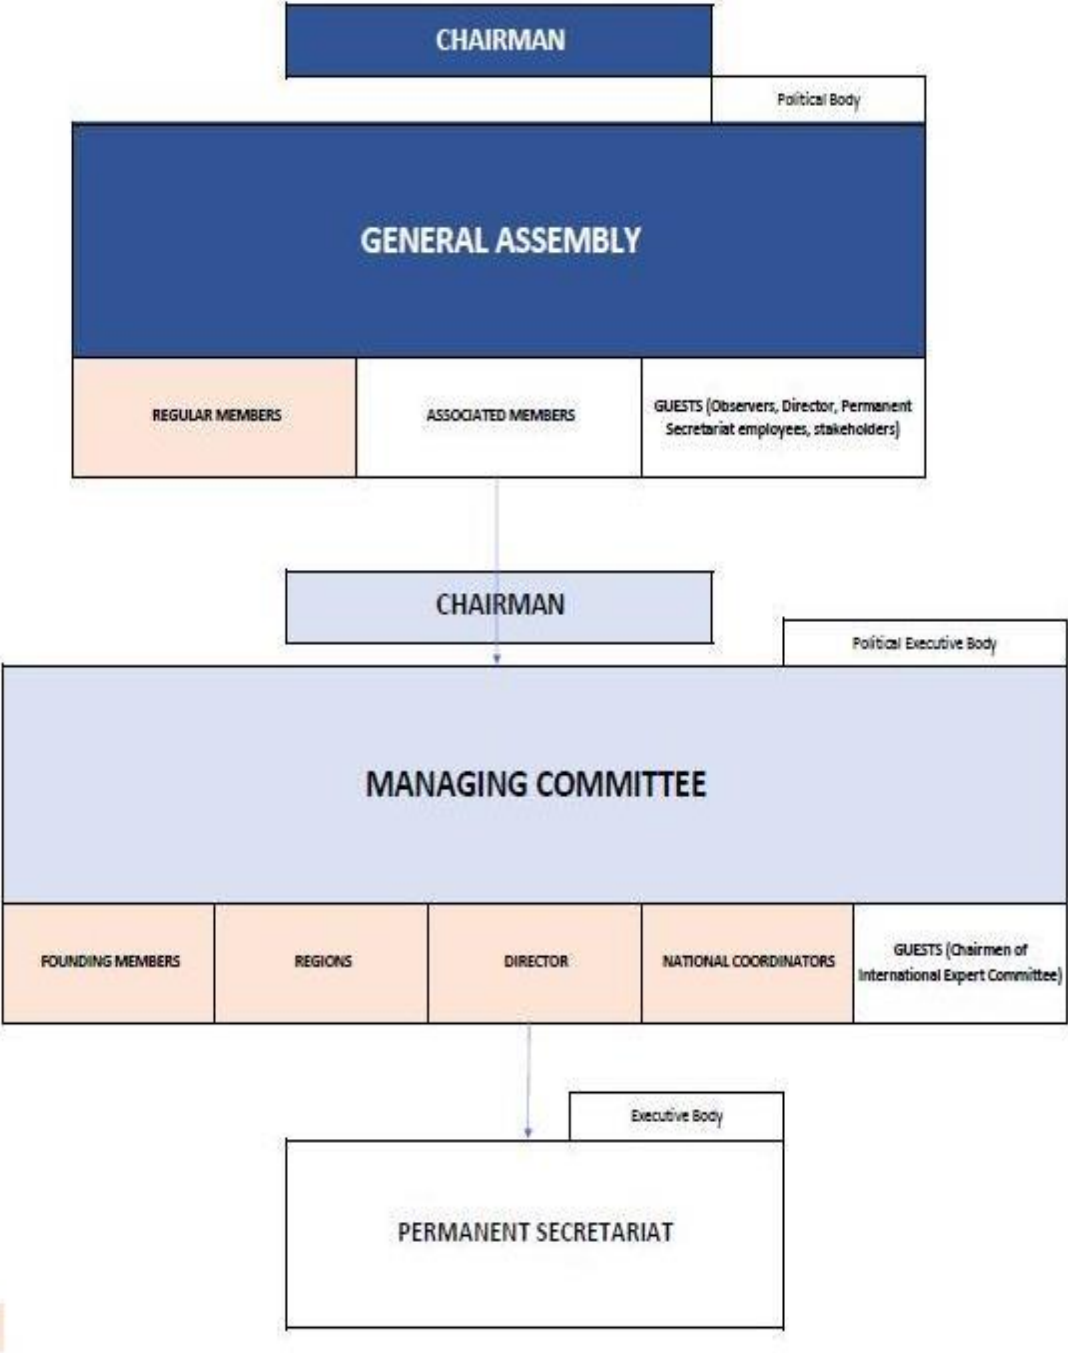 CHAIRMAN
Political Body
GENERAL ASSEMBLY
REGULAR MEMBERS
ASSOCIATED MEMBERS
GUESTS (Observers, Director, Permanent
Secretariat employees, stakeholders)
CHAIRMAN
Political Executive Body
MANAGING COMMITTEE
FOUNDING MEMBERS
REGIONS
DIRECTOR
NATIONAL COORDINATORS
GUESTS (Chairmen of
International Expert Committee)
Executive Body
PERMANENT SECRETARIAT